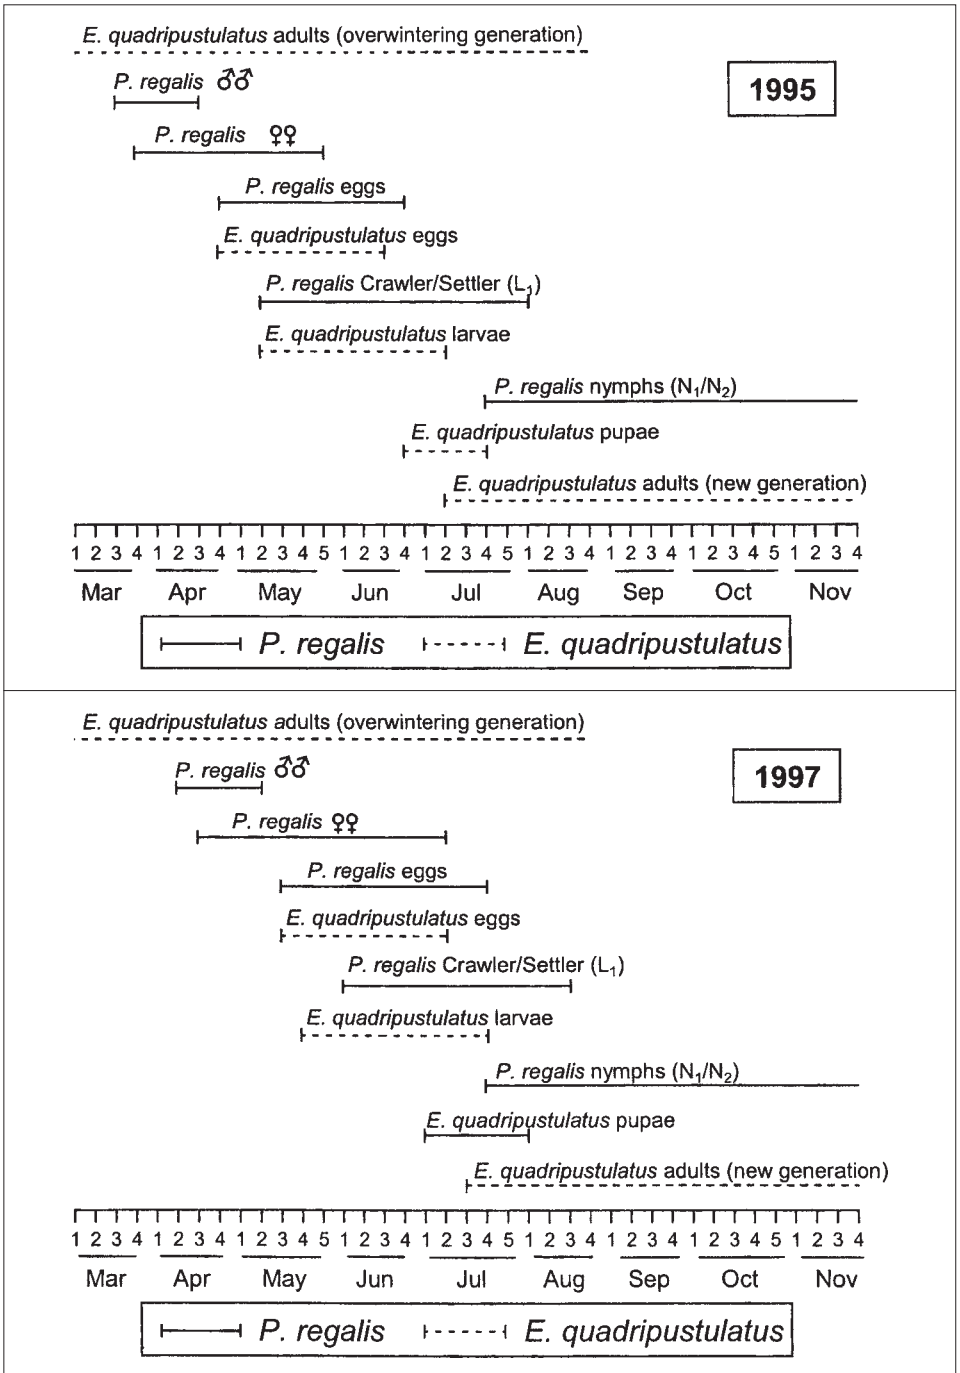 E. quadripustulatus adults (overwintering generation)
P. regalis ♂♂
1995
P. regalis ♀♀
P. regalis eggs
E. quadripustulatus eggs
P. regalis Crawler/Settler (L₁)
E. quadripustulatus larvae
P. regalis nymphs (N₁/N₂)
E. quadripustulatus pupae
E. quadripustulatus adults (new generation)
1 2 3 4 1 2 3 4 1 2 3 4 5 1 2 3 4 1 2 3 4 5 1 2 3 4 1 2 3 4 1 2 3 4 5 1 2 3 4
Mar Apr May Jun Jul Aug Sep Oct Nov
P. regalis E. quadripustulatus
E. quadripustulatus adults (overwintering generation)
P. regalis ♂♂
1997
P. regalis ♀♀
P. regalis eggs
E. quadripustulatus eggs
P. regalis Crawler/Settler (L₁)
E. quadripustulatus larvae
P. regalis nymphs (N₁/N₂)
E. quadripustulatus pupae
E. quadripustulatus adults (new generation)
1 2 3 4 1 2 3 4 1 2 3 4 5 1 2 3 4 1 2 3 4 5 1 2 3 4 1 2 3 4 1 2 3 4 5 1 2 3 4
Mar Apr May Jun Jul Aug Sep Oct Nov
P. regalis E. quadripustulatus